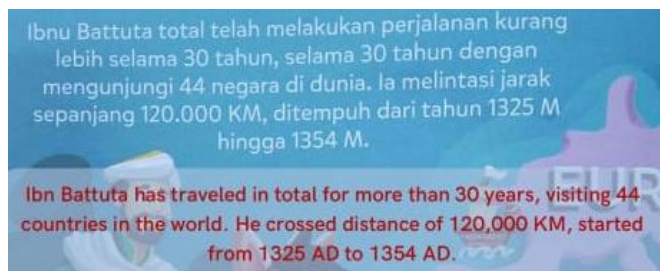 Ibnu Battuta total telah melakukan perjalanan kurang
lebih selama 30 tahun, selama 30 tahun dengan
mengunjungi 44 negara di dunia. Ia melintasi jarak
sepanjang 120.000 KM, ditempuh dari tahun 1325 M
hingga 1354 M.
EUR
Ibn Battuta has traveled in total for more than 30 years, visiting 44
countries in the world. He crossed distance of 120,000 KM, started
from 1325 AD to 1354 AD.